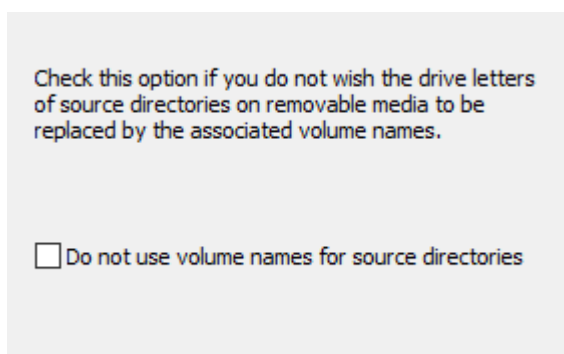 Check this option if you do not wish the drive letters
of source directories on removable media to be
replaced by the associated volume names.
Do not use volume names for source directories